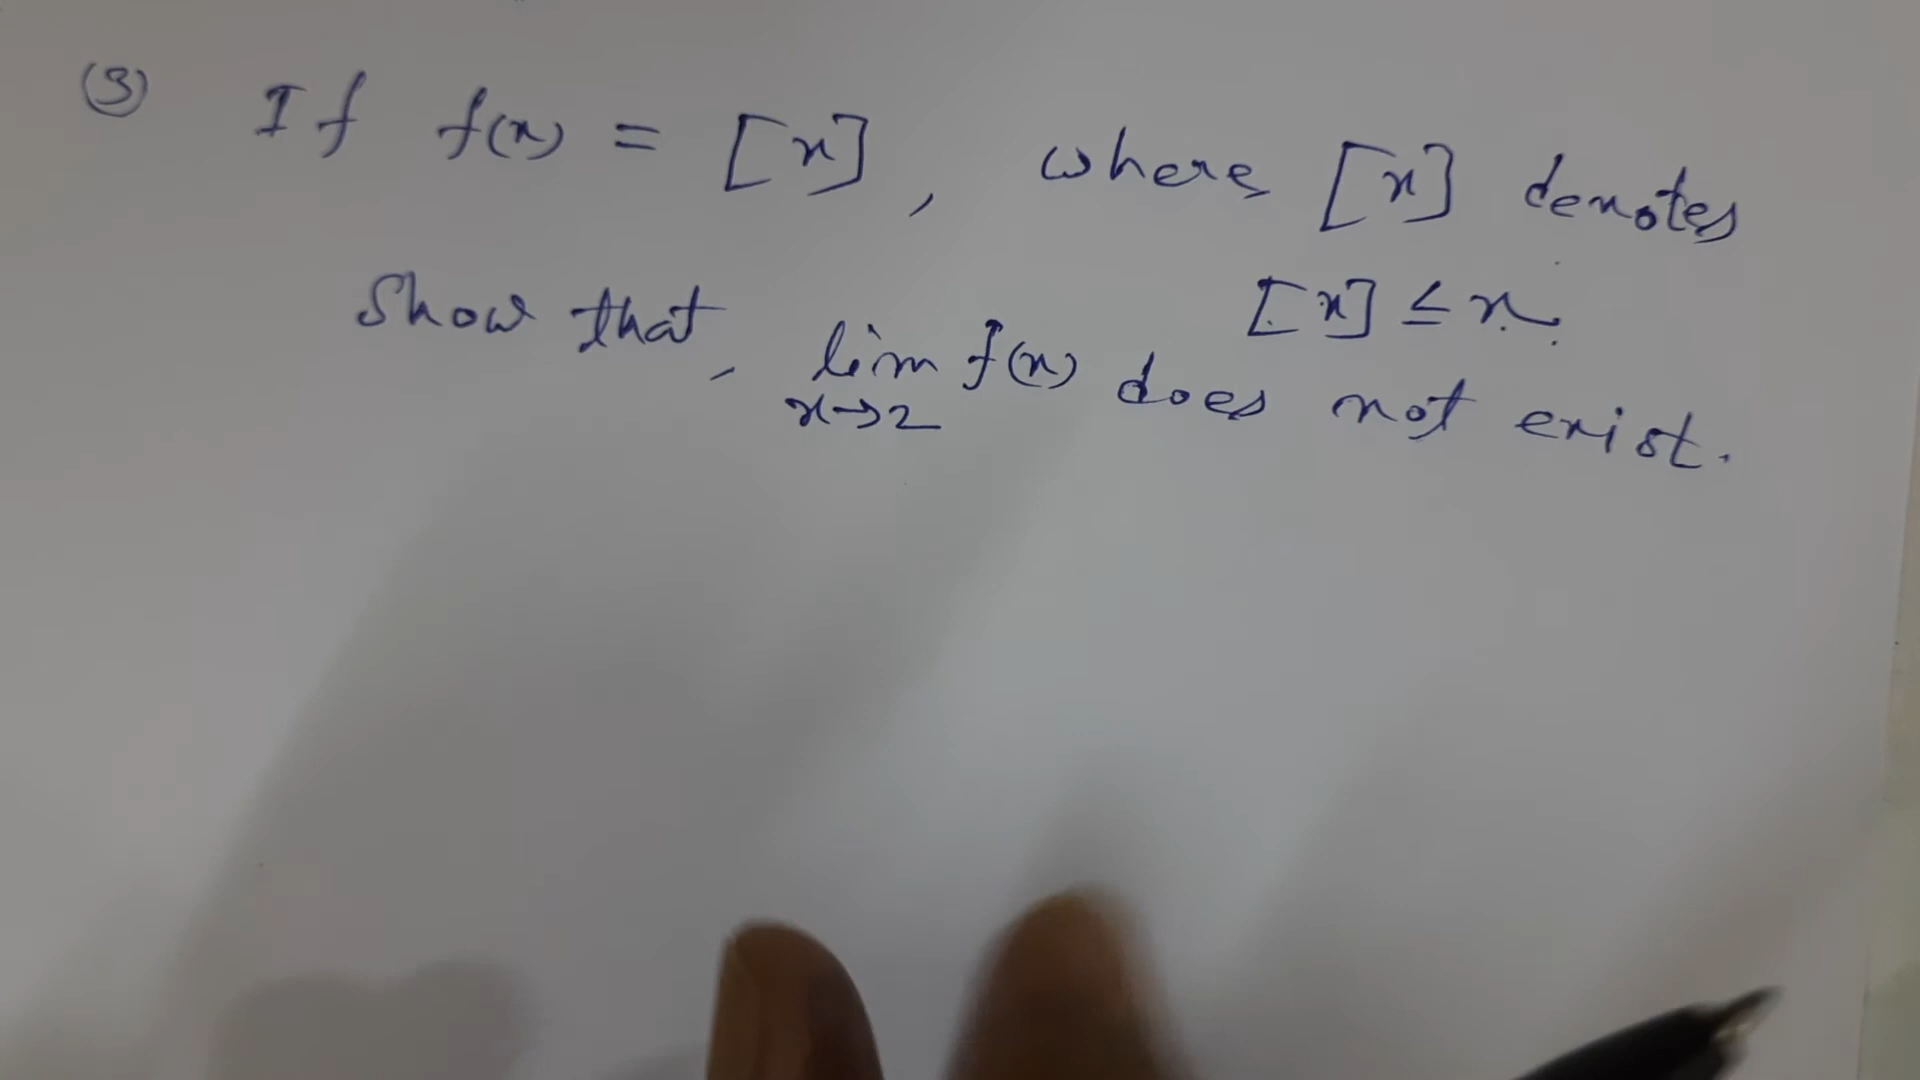 (3) If f(x) = [x], where [x] denotes
[x] ≤ x.
Show that, lim f(x) does not exist.
x→2